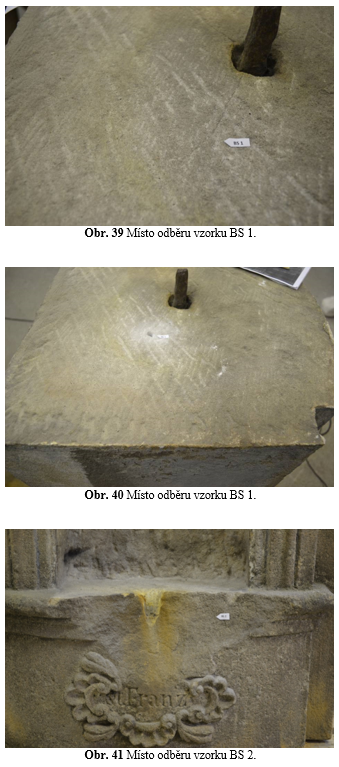 BS 1
Obr. 39 Místo odběru vzorku BS 1.
Obr. 40 Místo odběru vzorku BS 1.
St. Franz
Obr. 41 Místo odběru vzorku BS 2.